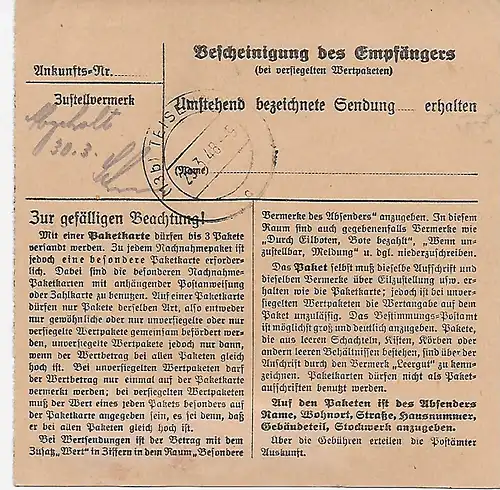 Bescheinigung des Empfängers
(bei versiegelten Wertpaketen)
Ankunfts-Nr.
Zustellvermerk
Umstehend bezeichnete Sendung erhalten
Abgeholt
30.3.
29.3.48.-9
c
(Name)
Zur gefälligen Beachtung!
Mit einer Paketkarte dürfen bis 3 Pakete
versandt werden. Zu jedem Nachnahmepaket ist
jedoch eine besondere Paketkarte erforder-
lich. Dabei sind die besonderen Nachnahme-
Paketkarten mit anhängender Postanweisung
oder Zahlkarte zu benutzen. Auf einer Paketkarte
dürfen nur Pakete derselben Art, also entweder
nur gewöhnliche oder nur unversiegelte oder nur
versiegelte Wertpakete gemeinsam befördert wer-
den, unversiegelte Wertpakete jedoch nur dann,
wenn der Wertbetrag bei allen Paketen gleich
hoch ist. Bei unversiegelten Wertpaketen darf
der Wertbetrag nur einmal auf der Paketkarte
vermerkt werden; bei versiegelten Wertpaketen
muß der Wert eines jeden Pakets besonders auf
der Paketkarte angegeben sein, es sei denn, daß
er bei allen Paketen gleich hoch ist.
Bei Wertsendungen ist der Betrag mit dem
Zusatz „Wert" in Ziffern in dem Raum „Besondere
Vermerke des Absenders" anzugeben. In diesem
Raum sind auch gegebenenfalls Vermerke wie
„Durch Eilboten, Bote bezahlt", „Wenn un-
zustellbar, Meldung" u. dgl. niederzuschreiben.
Das Paket selbst muß dieselbe Aufschrift und
dieselben Vermerke über Eilzustellung usw. er-
halten wie die Paketkarte; jedoch ist bei unver-
siegelten Wertpaketen die Wertangabe auf dem
Paket unzulässig. Das Bestimmungs-Postamt
ist möglichst groß und deutlich anzugeben. Pakete,
die aus leeren Schachteln, Kisten, Körben oder
andern leeren Behältnissen bestehen, sind über der
Anschrift durch den Vermerk „Leergut" zu kenn-
zeichnen. Paketkarten dürfen nicht als Paket-
aufschriften benutzt werden.
Auf den Paketen ist des Absenders
Name, Wohnort, Straße, Hausnummer,
Gebäudeteil, Stockwerk anzugeben.
Über die Gebühren erteilen die Postämter
Auskunft.